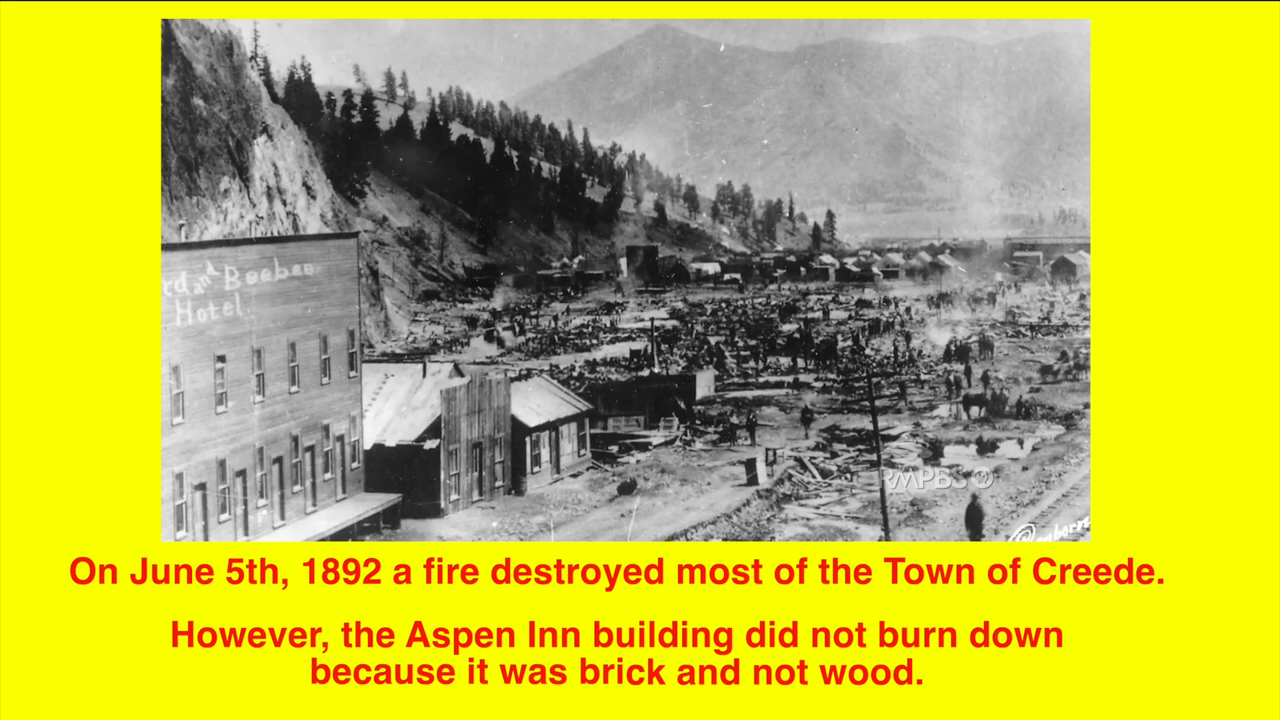 rd and Beebee
Hotel.
RMPBS ©
On June 5th, 1892 a fire destroyed most of the Town of Creede.
However, the Aspen Inn building did not burn down
because it was brick and not wood.